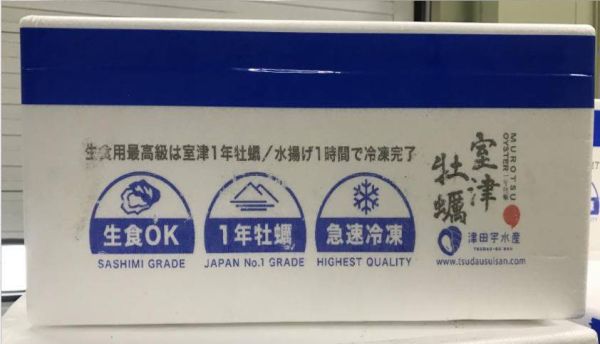 生食用最高級は室津1年牡蠣／水揚げ1時間で冷凍完了
生食OK
SASHIMI GRADE
1年牡蠣
JAPAN No.1 GRADE
急速冷凍
HIGHEST QUALITY
室津
牡蠣
MUROTSU
OYSTER
津田宇水産
TSUDAU-SUISAN
www.tsudausuisan.com